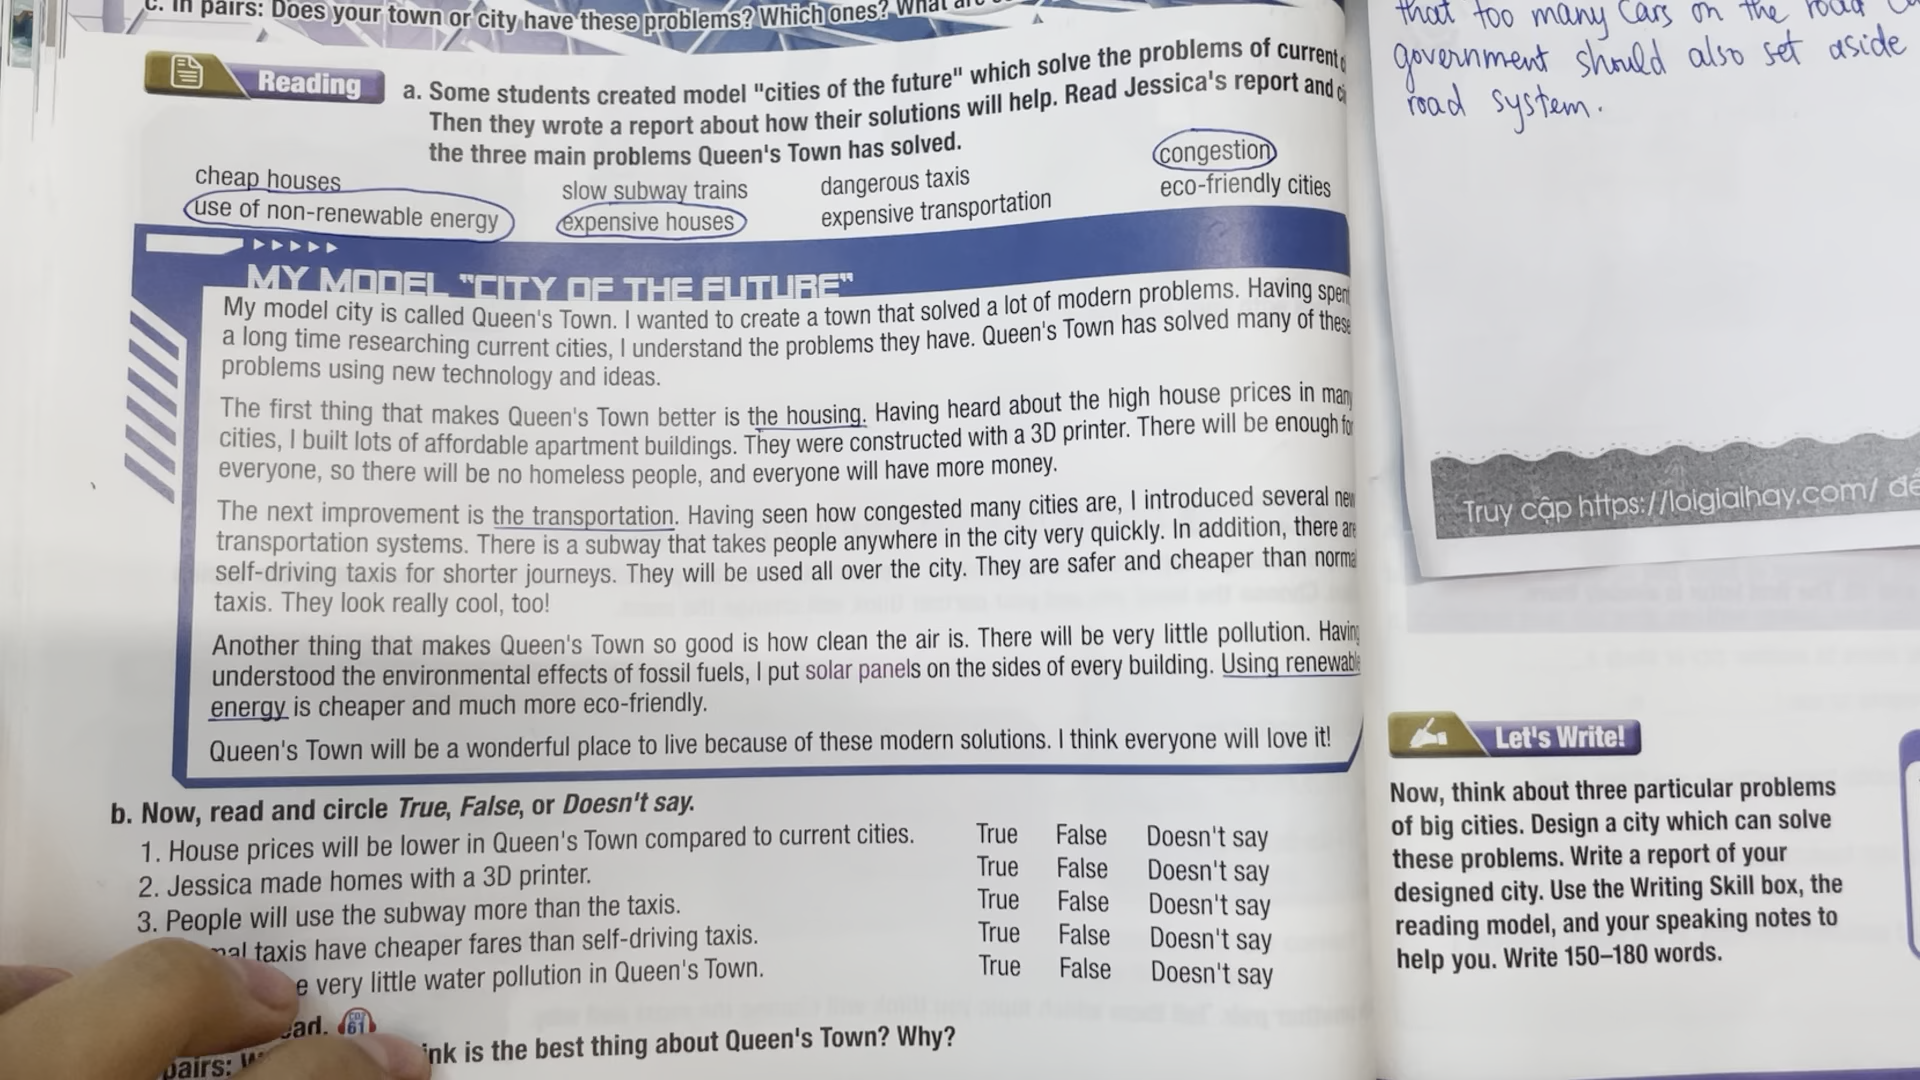 c. In pairs: Does your town or city have these problems? Which ones? What
Reading
a. Some students created model "cities of the future" which solve the problems of current
Then they wrote a report about how their solutions will help. Read Jessica's report and
the three main problems Queen's Town has solved.
cheap houses
slow subway trains
dangerous taxis
congestion
use of non-renewable energy
expensive houses
expensive transportation
eco-friendly cities
MY MODEL "CITY OF THE FUTURE"
My model city is called Queen's Town. I wanted to create a town that solved a lot of modern problems. Having spent
a long time researching current cities, I understand the problems they have. Queen's Town has solved many of these
problems using new technology and ideas.
The first thing that makes Queen's Town better is the housing. Having heard about the high house prices in many
cities, I built lots of affordable apartment buildings. They were constructed with a 3D printer. There will be enough for
everyone, so there will be no homeless people, and everyone will have more money.
The next improvement is the transportation. Having seen how congested many cities are, I introduced several new
transportation systems. There is a subway that takes people anywhere in the city very quickly. In addition, there are
self-driving taxis for shorter journeys. They will be used all over the city. They are safer and cheaper than normal
taxis. They look really cool, too!
Another thing that makes Queen's Town so good is how clean the air is. There will be very little pollution. Having
understood the environmental effects of fossil fuels, I put solar panels on the sides of every building. Using renewable
energy is cheaper and much more eco-friendly.
Queen's Town will be a wonderful place to live because of these modern solutions. I think everyone will love it!
b. Now, read and circle True, False, or Doesn't say.
1. House prices will be lower in Queen's Town compared to current cities. True False Doesn't say
2. Jessica made homes with a 3D printer. True False Doesn't say
3. People will use the subway more than the taxis. True False Doesn't say
taxis have cheaper fares than self-driving taxis. True False Doesn't say
very little water pollution in Queen's Town. True False Doesn't say
CD2
61
pairs:
is the best thing about Queen's Town? Why?
that too many cars on the road
government should also set aside
road system.
Truy cập https://loigiaihay.com/ để
Let's Write!
Now, think about three particular problems
of big cities. Design a city which can solve
these problems. Write a report of your
designed city. Use the Writing Skill box, the
reading model, and your speaking notes to
help you. Write 150–180 words.